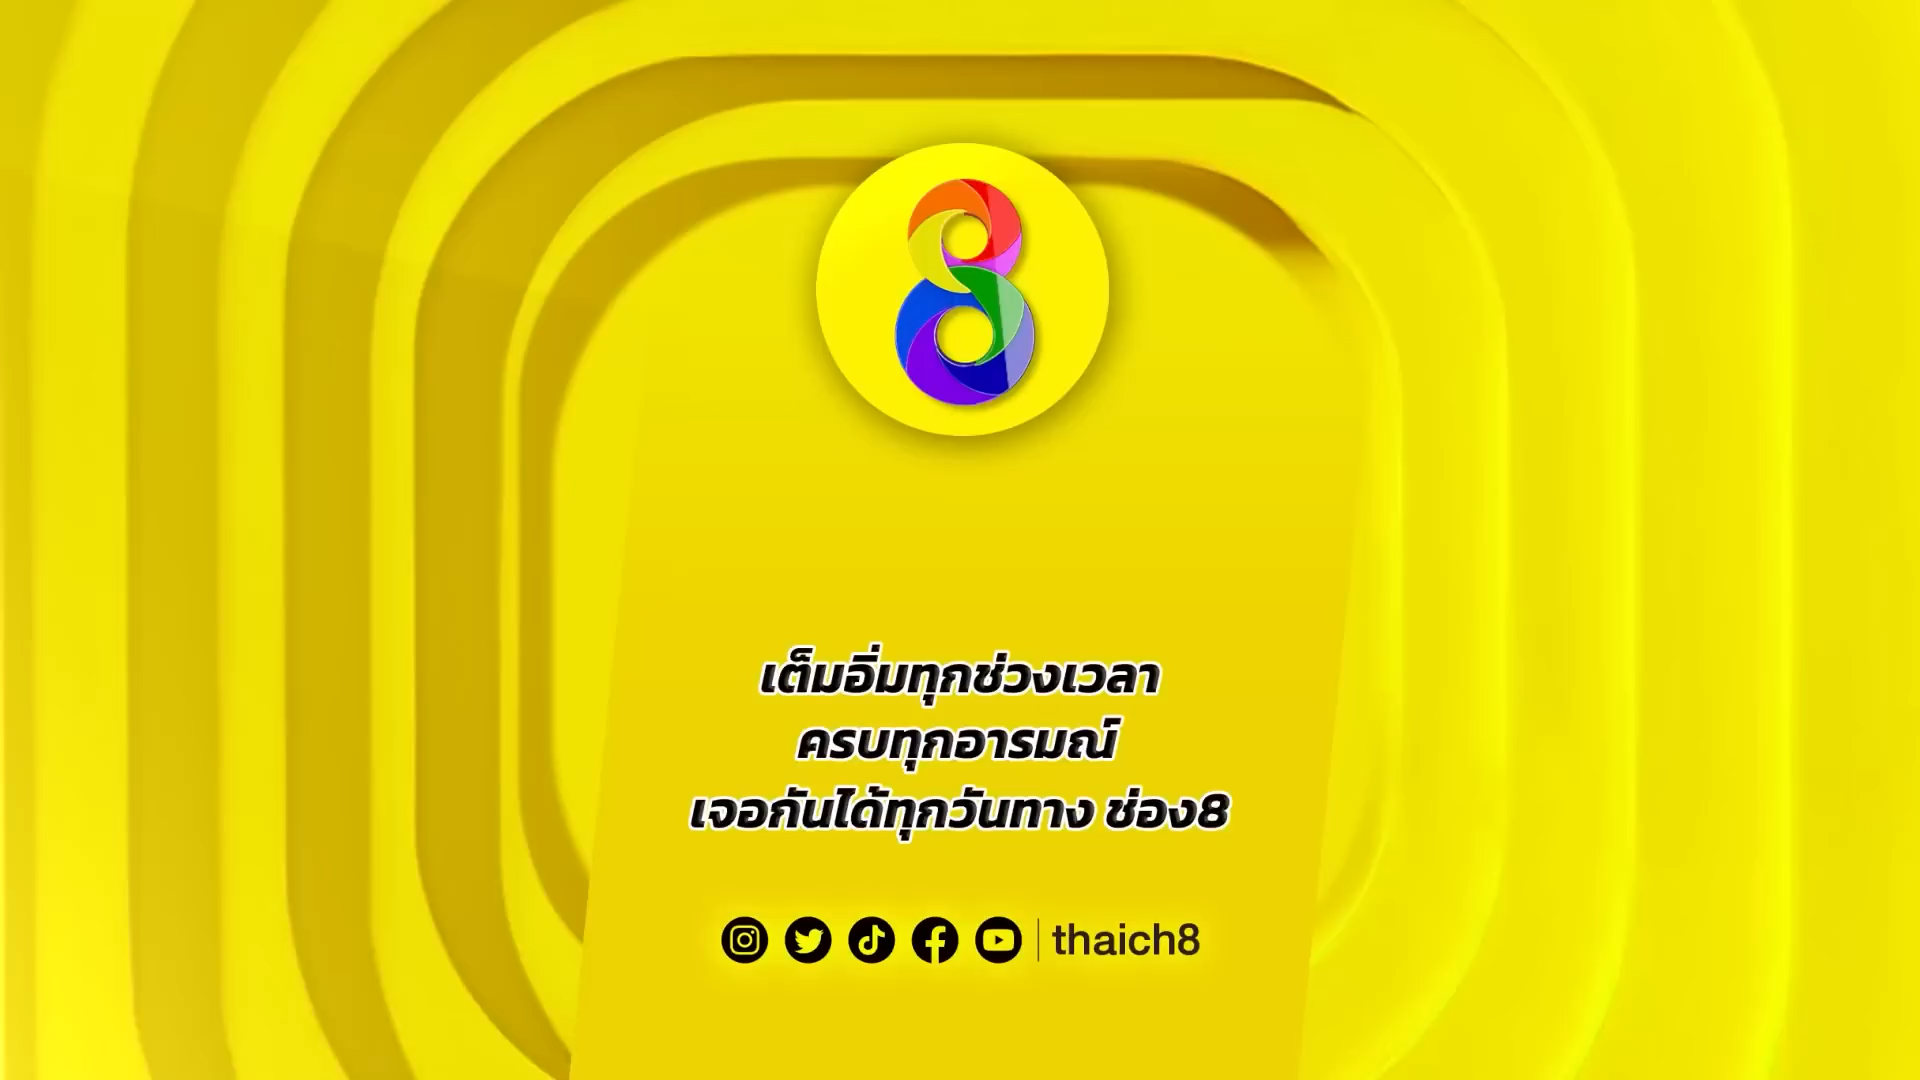 8
เต็มอิ่มทุกช่วงเวลา
ครบทุกอารมณ์
เจอกันได้ทุกวันทาง ช่อง8
thaich8